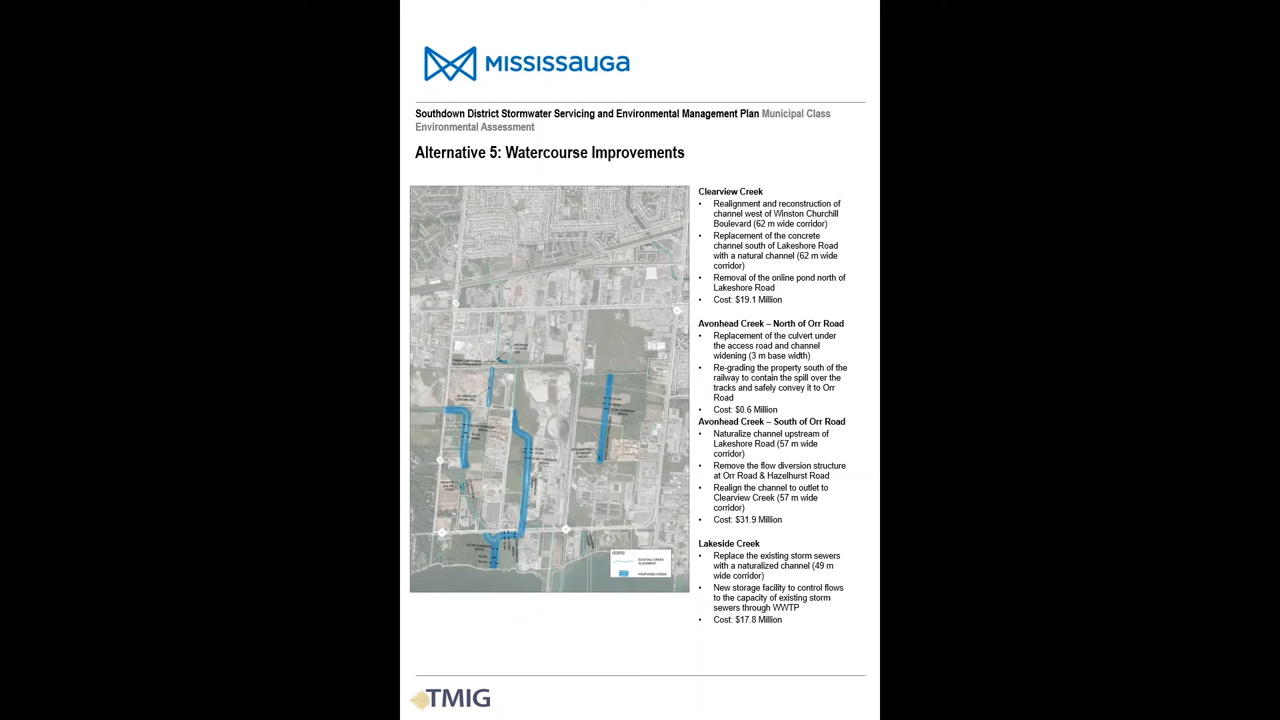 MISSISSAUGA
Southdown District Stormwater Servicing and Environmental Management Plan Municipal Class
Environmental Assessment
Alternative 5: Watercourse Improvements
Clearview Creek
• Realignment and reconstruction of
channel west of Winston Churchill
Boulevard (62 m wide corridor)
• Replacement of the concrete
channel south of Lakeshore Road
with a natural channel (62 m wide
corridor)
• Removal of the online pond north of
Lakeshore Road
• Cost: $19.1 Million
Avonhead Creek – North of Orr Road
• Replacement of the culvert under
the access road and channel
widening (3 m base width)
• Re-grading the property south of the
railway to contain the spill over the
tracks and safely convey it to Orr
Road
• Cost: $0.6 Million
Avonhead Creek – South of Orr Road
• Naturalize channel upstream of
Lakeshore Road (57 m wide
corridor)
• Remove the flow diversion structure
at Orr Road & Hazelhurst Road
• Realign the channel to outlet to
Clearview Creek (57 m wide
corridor)
• Cost: $31.9 Million
Lakeside Creek
• Replace the existing storm sewers
with a naturalized channel (49 m
wide corridor)
• New storage facility to control flows
to the capacity of existing storm
sewers through WWTP
• Cost: $17.8 Million
LEGEND
EXISTING CREEK
ALIGNMENT
PROPOSED CREEK
TMIG